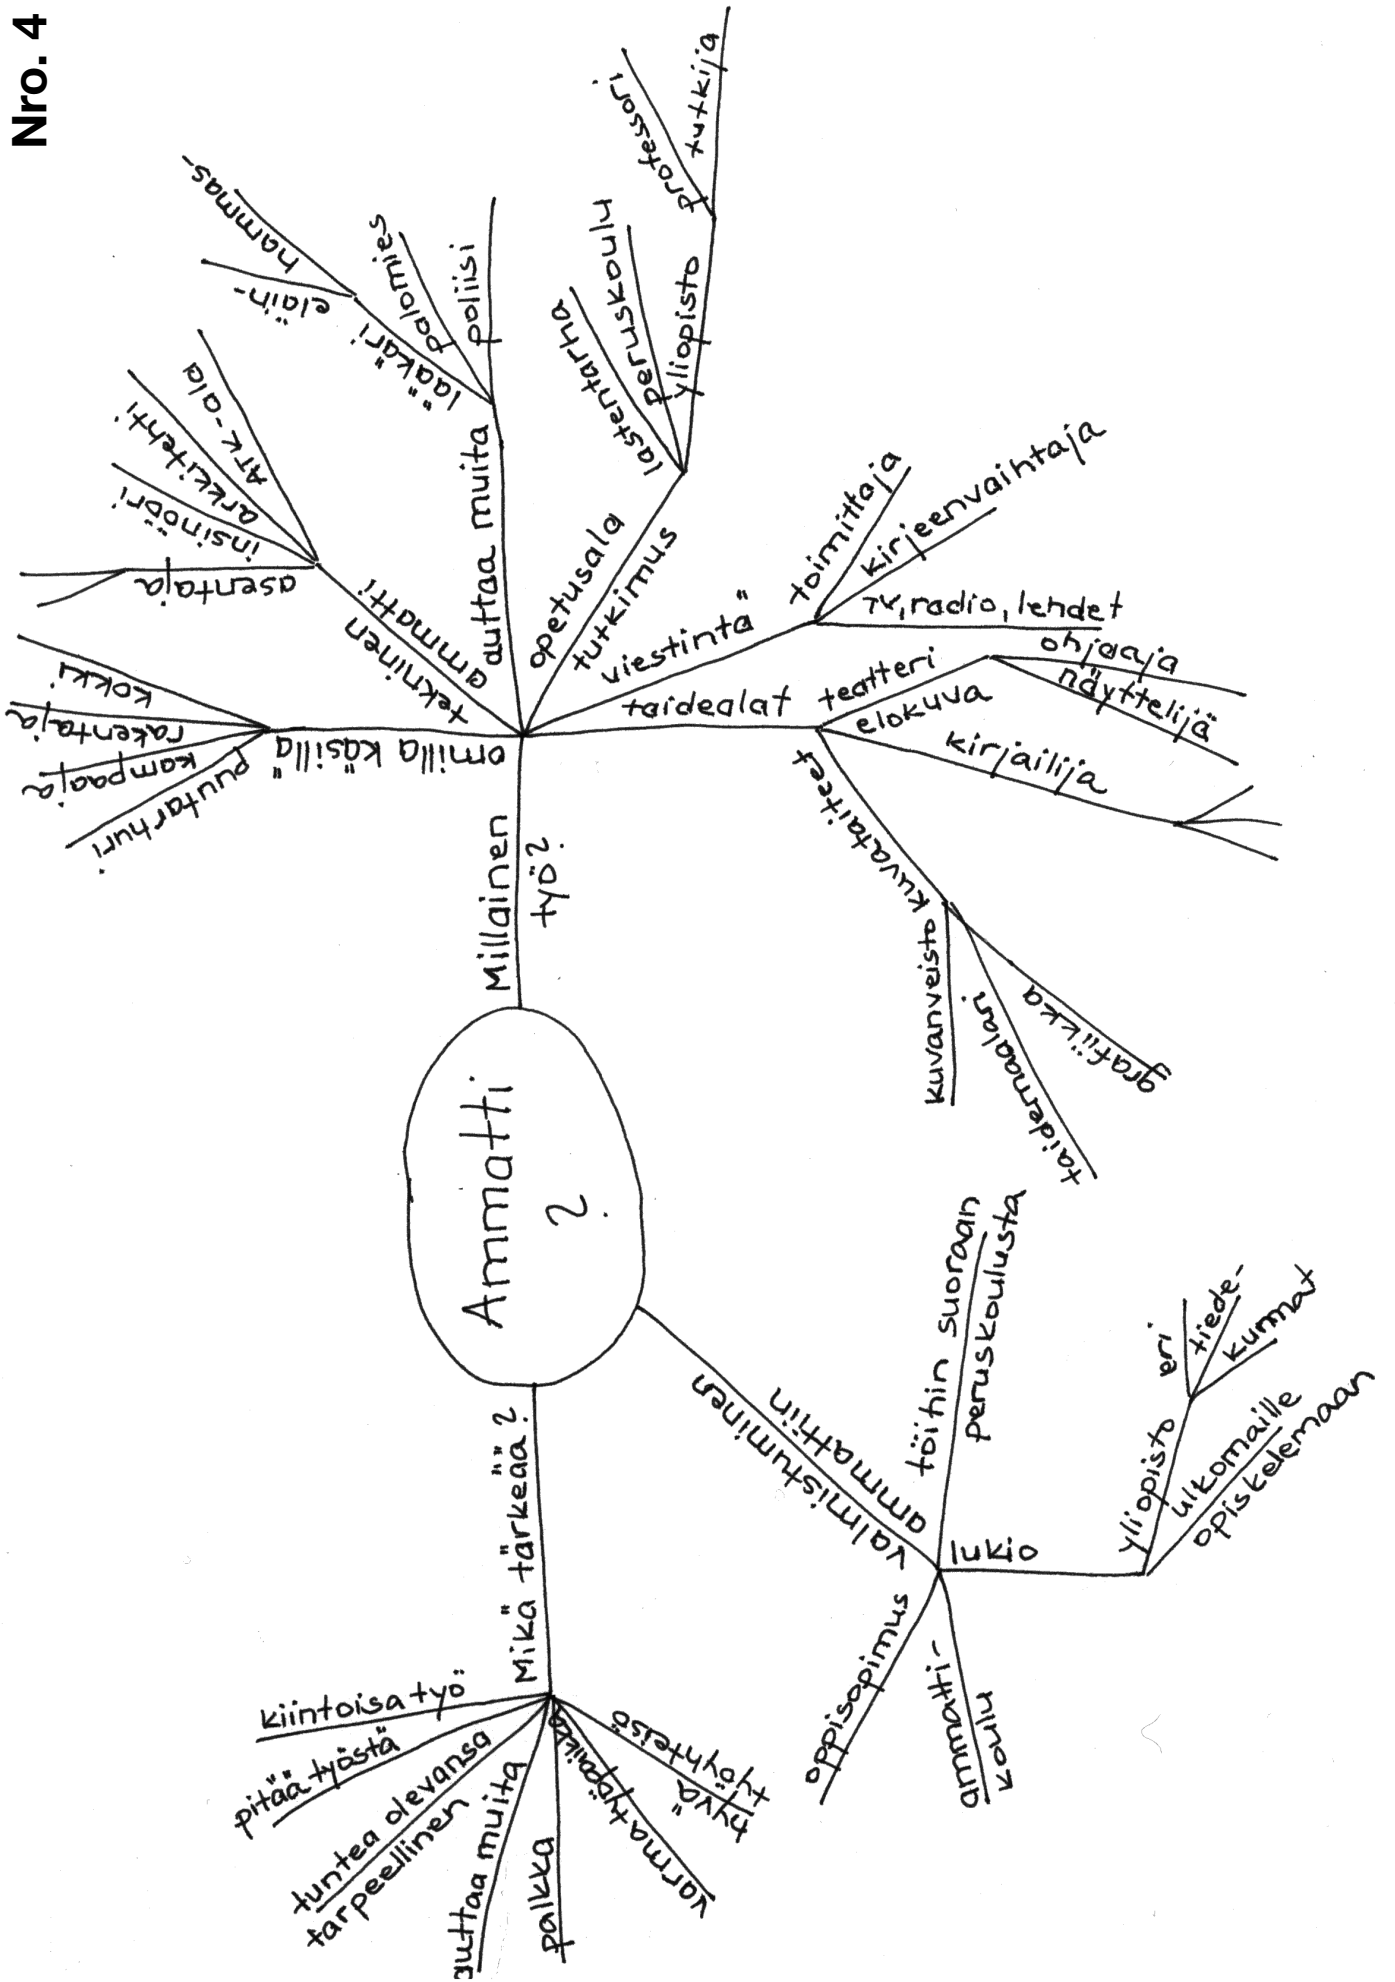 Nro. 4
Ammatti
?
Millainen
työ?
omilla käsillä
kokki
rakentaja
kampaaja
puutarhuri
tekninen
ammatti
asentaja
insinööri
arkkitehti
ATK-ala
auttaa muita
lääkäri
eläin-
hammas-
palomies
poliisi
opetusala
tutkimus
lastentarha
peruskoulu
yliopisto
professori
tutkija
viestintä
toimittaja
kirjeenvaihtaja
TV, radio, lehdet
taidealat
teatteri
elokuva
ohjaaja
näyttelijä
kirjailija
kuvataiteet
kuvanveisto
taidemaalari
grafiikka
valmistuminen
ammattiin
töihin suoraan
peruskoulusta
lukio
yliopisto
eri
tiede-
kunnat
ulkomaille
opiskelemaan
ammatti-
koulu
oppisopimus
Mikä tärkeää?
kiintoisa työ
pitää työstä
tuntea olevansa
tarpeellinen
auttaa muita
palkka
varma työpaikka
hyvä
työyhteisö